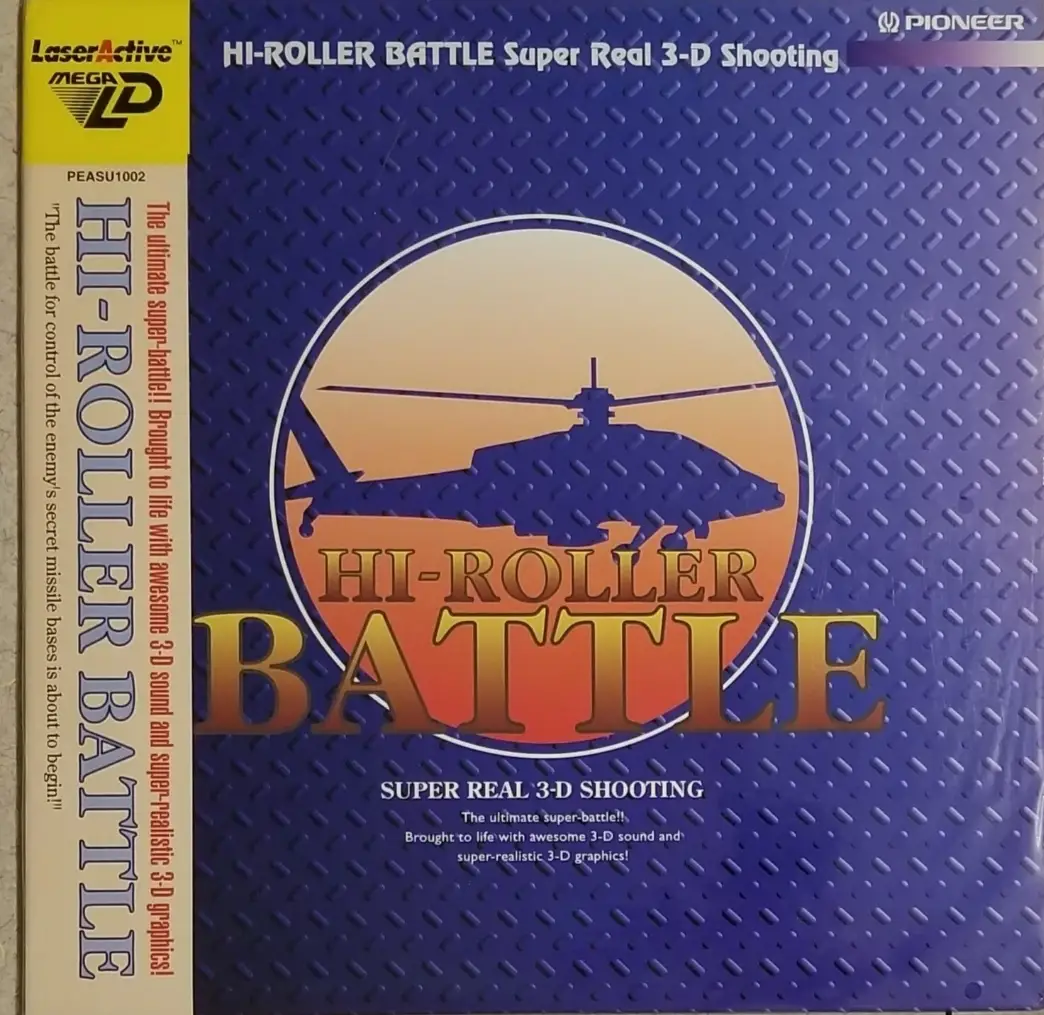 LaserActive™
MEGA
LD
PEASU1002
The ultimate super-battle!! Brought to life with awesome 3-D sound and super-realistic 3-D graphics!
HI-ROLLER BATTLE
"The battle for control of the enemy's secret missile bases is about to begin!"
PIONEER
HI-ROLLER BATTLE Super Real 3-D Shooting
HI-ROLLER
BATTLE
SUPER REAL 3-D SHOOTING
The ultimate super-battle!!
Brought to life with awesome 3-D sound and
super-realistic 3-D graphics!